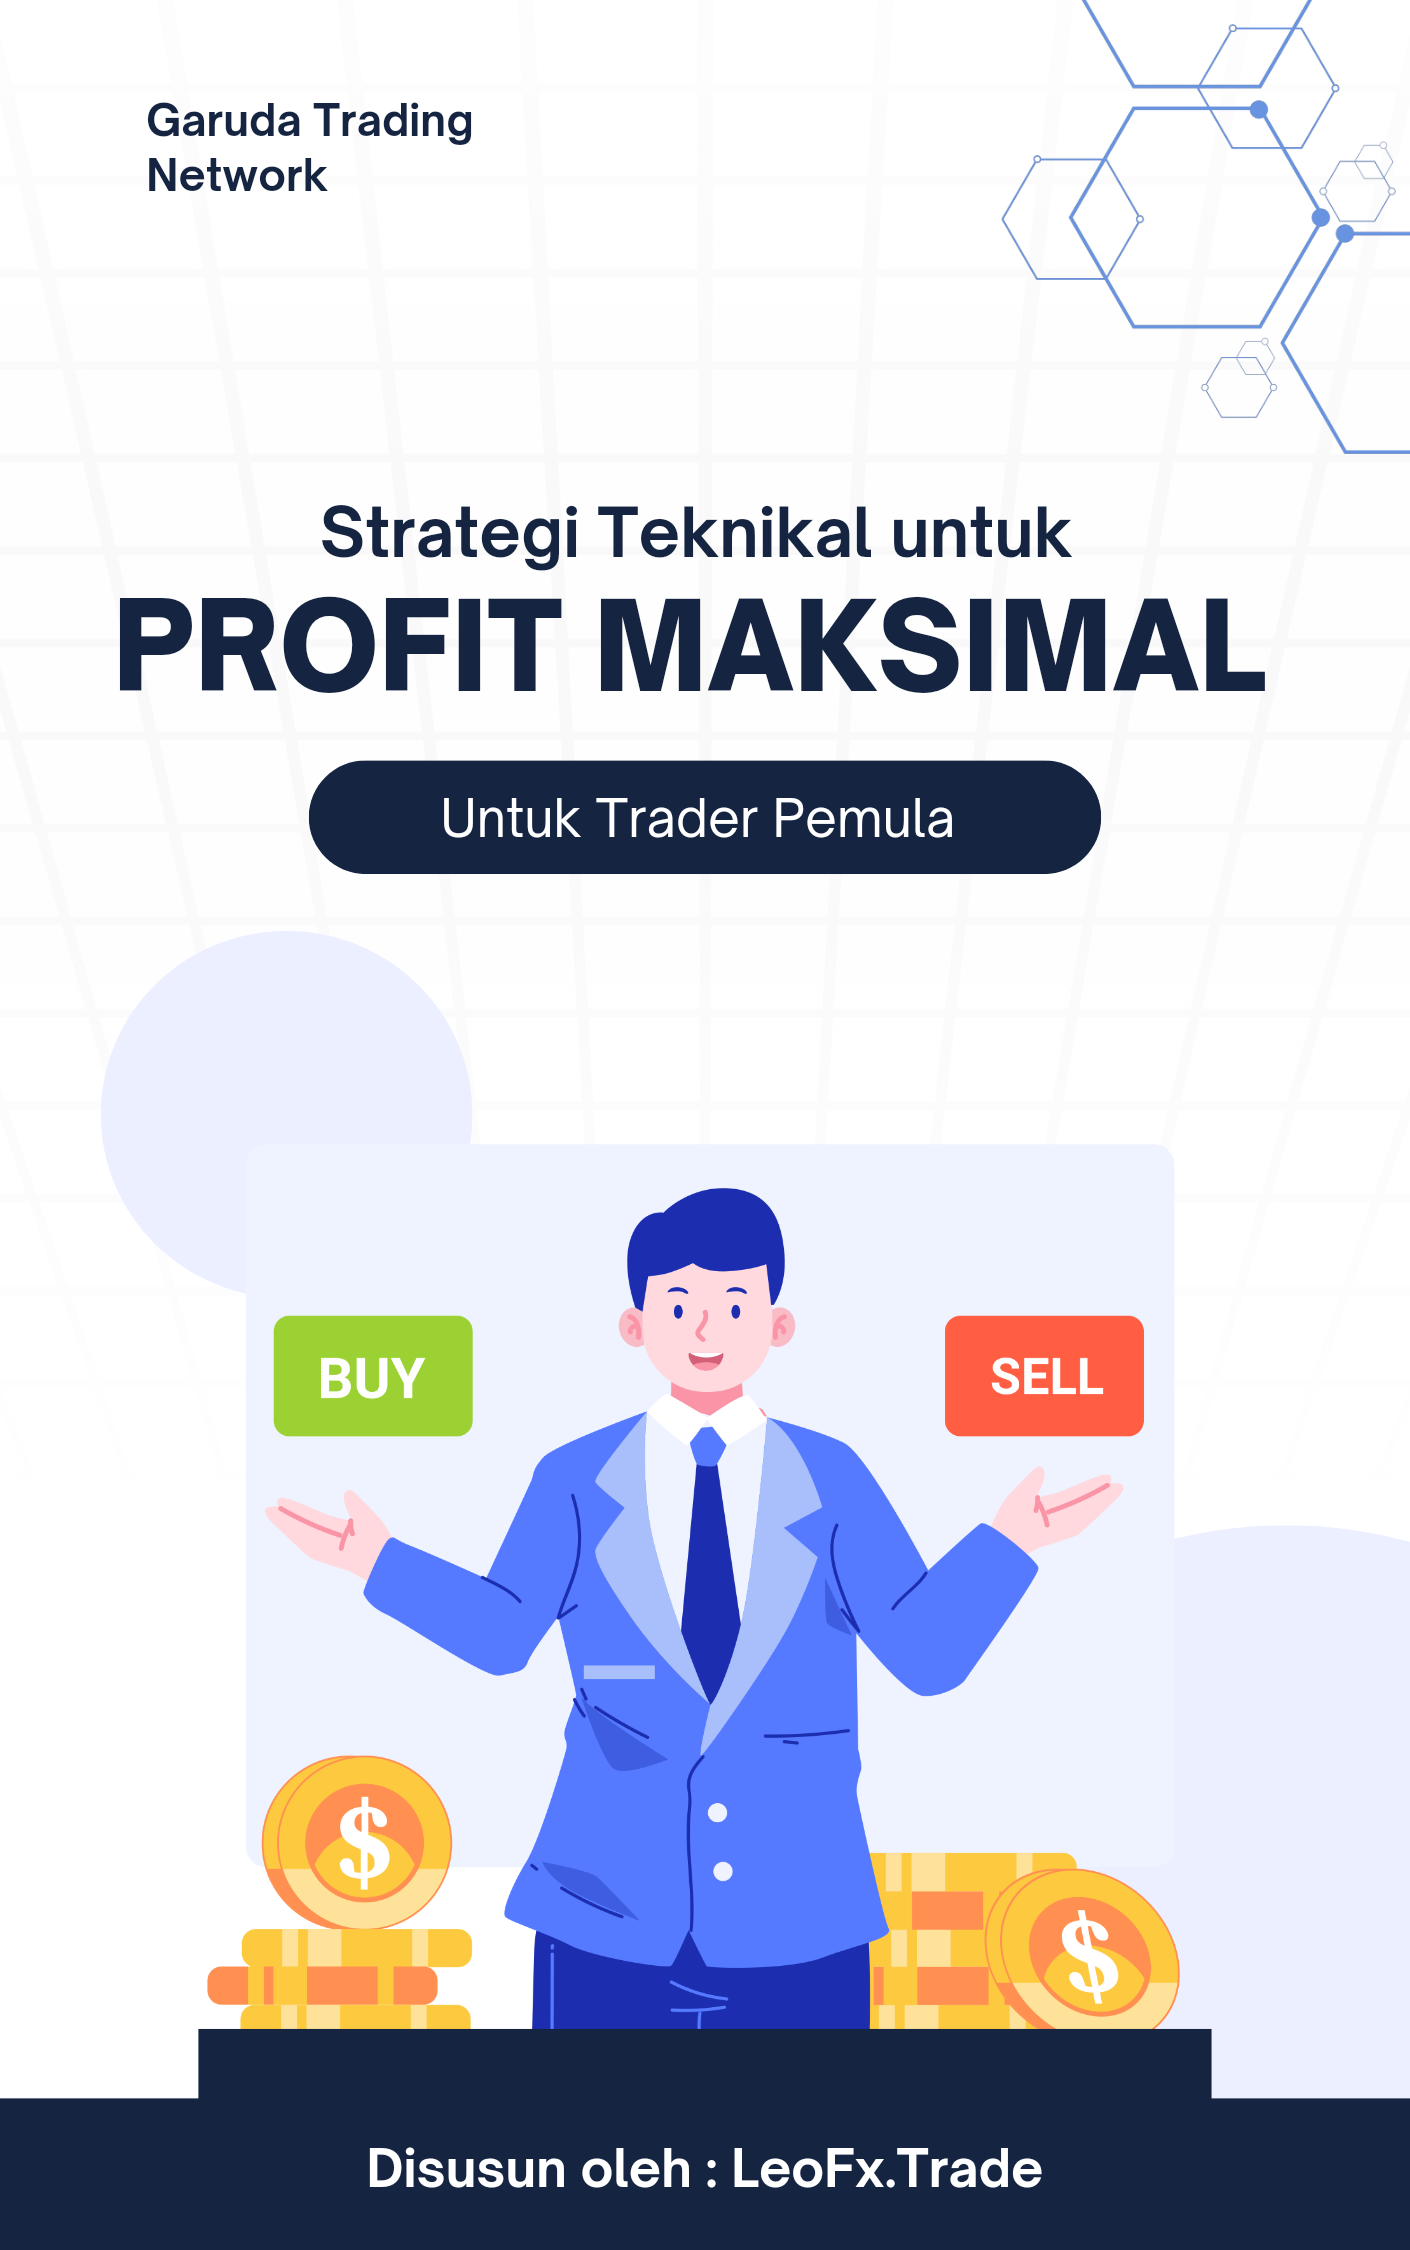 Garuda Trading
Network
Strategi Teknikal untuk
PROFIT MAKSIMAL
Untuk Trader Pemula
BUY
SELL
$
$
Disusun oleh : LeoFx.Trade